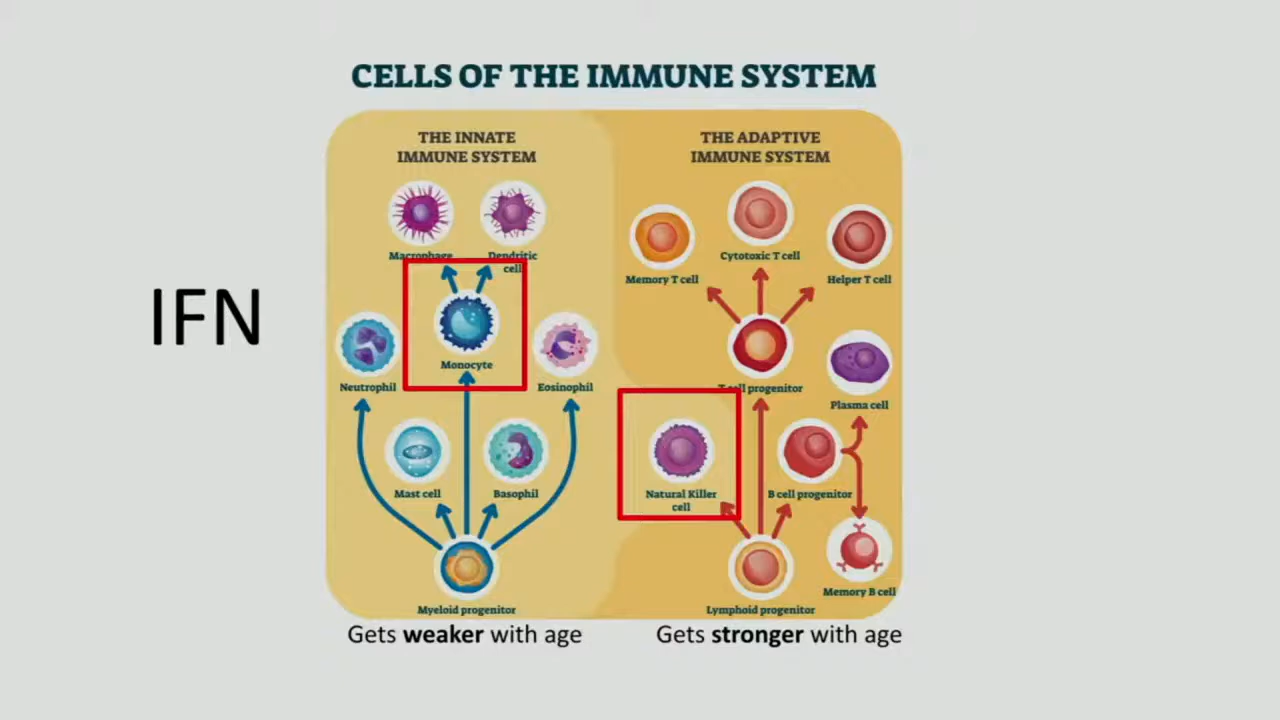 CELLS OF THE IMMUNE SYSTEM
THE INNATE
IMMUNE SYSTEM
THE ADAPTIVE
IMMUNE SYSTEM
Macrophage
Dendritic
cell
Memory T cell
Cytotoxic T cell
Helper T cell
IFN
Neutrophil
Monocyte
Eosinophil
T cell progenitor
Plasma cell
Mast cell
Basophil
Natural Killer
cell
B cell progenitor
Memory B cell
Myeloid progenitor
Lymphoid progenitor
Gets weaker with age
Gets stronger with age